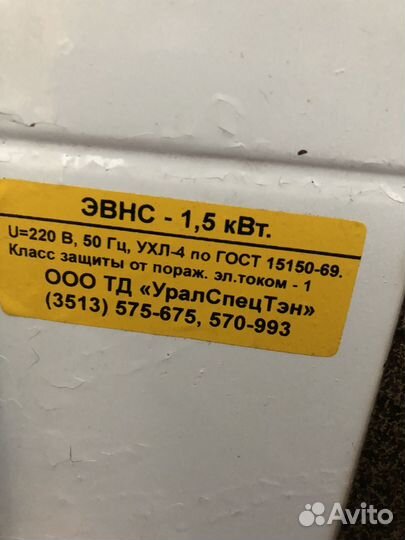 ЭВНС - 1,5 кВт.
U=220 В, 50 Гц, УХЛ-4 по ГОСТ 15150-69.
Класс защиты от пораж. эл.током - 1
ООО ТД «УралСпецТэн»
(3513) 575-675, 570-993
Avito